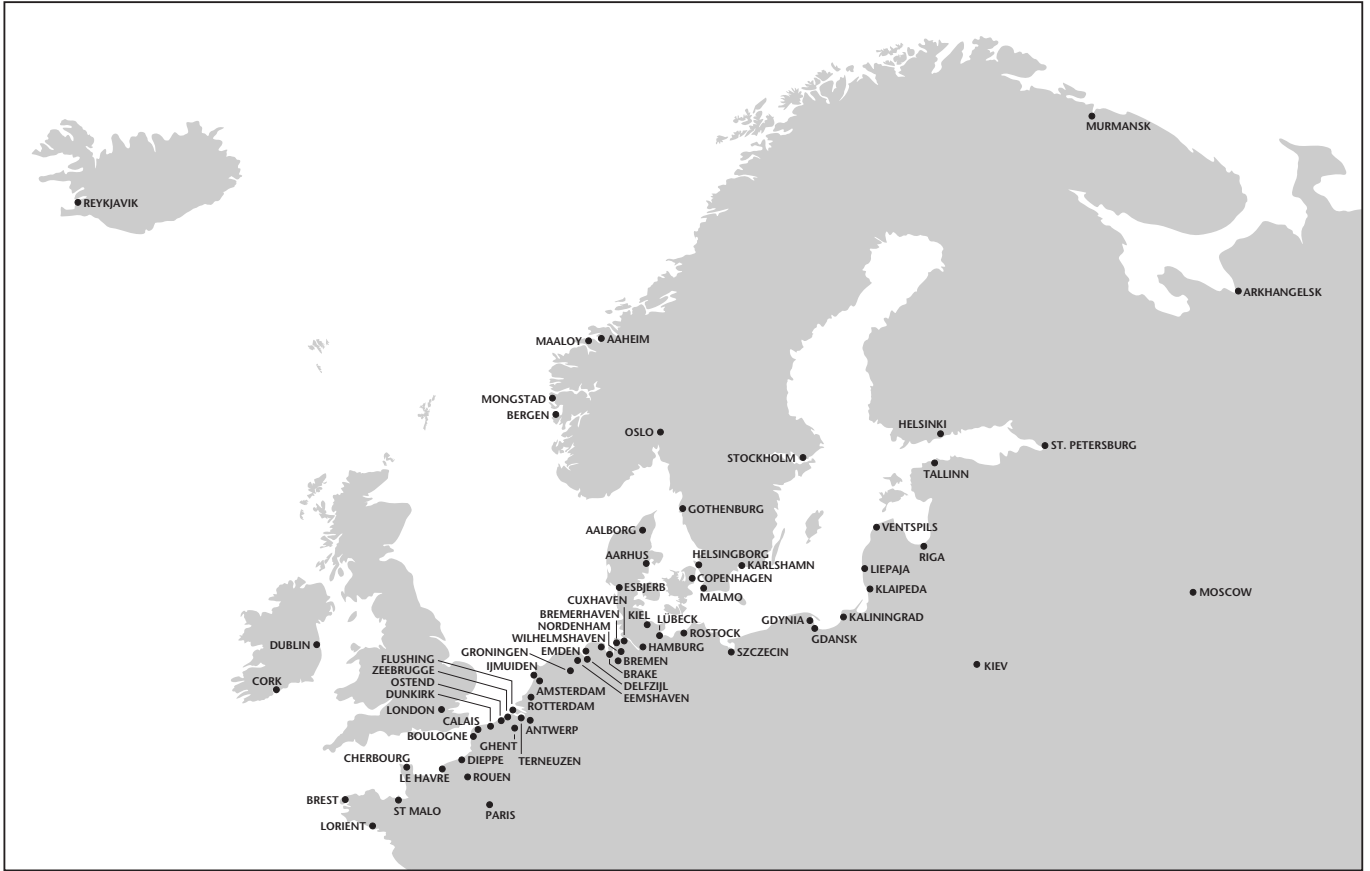 MURMANSK
REYKJAVIK
ARKHANGELSK
MAALOY
AAHEIM
MONGSTAD
BERGEN
OSLO
HELSINKI
STOCKHOLM
ST. PETERSBURG
TALLINN
GOTHENBURG
AALBORG
VENTSPILS
AARHUS
HELSINGBORG
RIGA
KARLSHAMN
LIEPAJA
COPENHAGEN
ESBJERB
MALMO
KLAIPEDA
MOSCOW
CUXHAVEN
BREMERHAVEN
KIEL
LÜBECK
GDYNIA
KALININGRAD
NORDENHAM
ROSTOCK
GDANSK
WILHELMSHAVEN
DUBLIN
HAMBURG
GRONINGEN
EMDEN
SZCZECIN
FLUSHING
IJMUIDEN
BREMEN
KIEV
ZEEBRUGGE
BRAKE
CORK
OSTEND
AMSTERDAM
DELFZIJL
DUNKIRK
EEMSHAVEN
ROTTERDAM
LONDON
CALAIS
ANTWERP
BOULOGNE
GHENT
CHERBOURG
DIEPPE
TERNEUZEN
LE HAVRE
ROUEN
BREST
ST MALO
PARIS
LORIENT